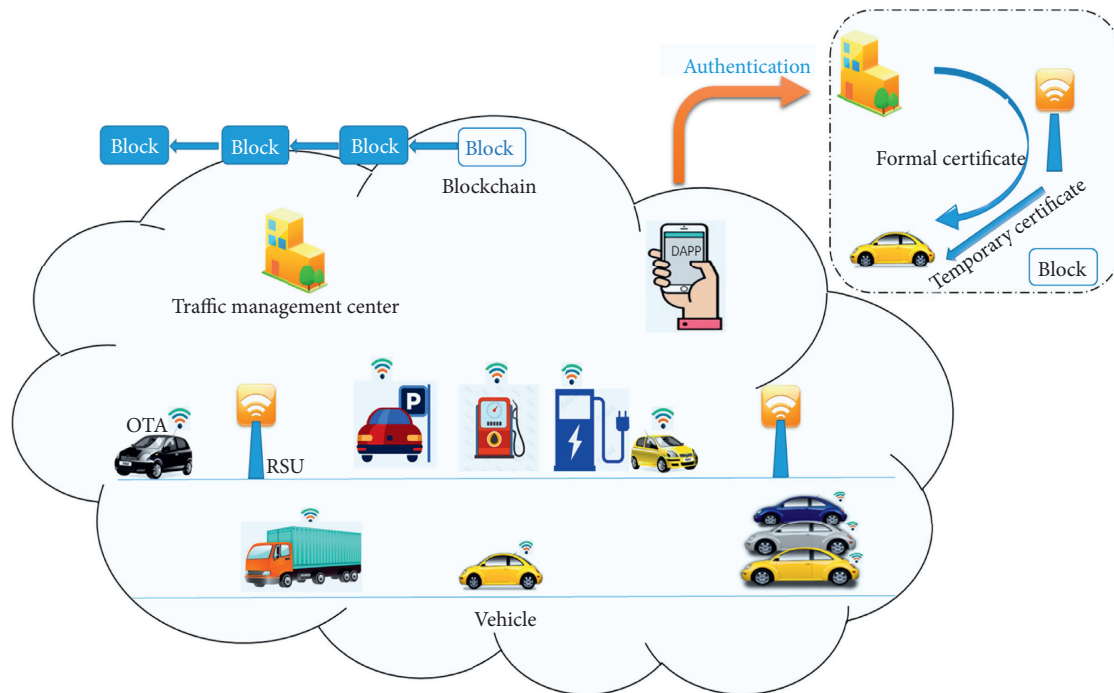 Authentication
Block
Block
Block
Block
Blockchain
Formal certificate
Temporary certificate
Block
DAPP
Traffic management center
P
OTA
RSU
Vehicle